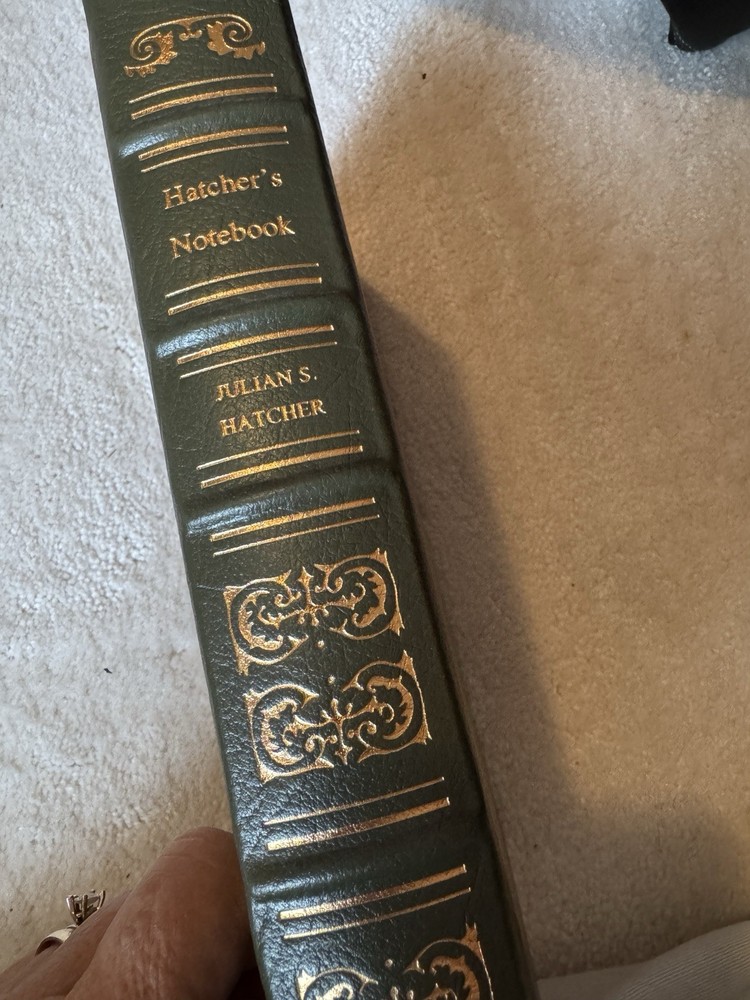 Hatcher's
Notebook
JULIAN S.
HATCHER